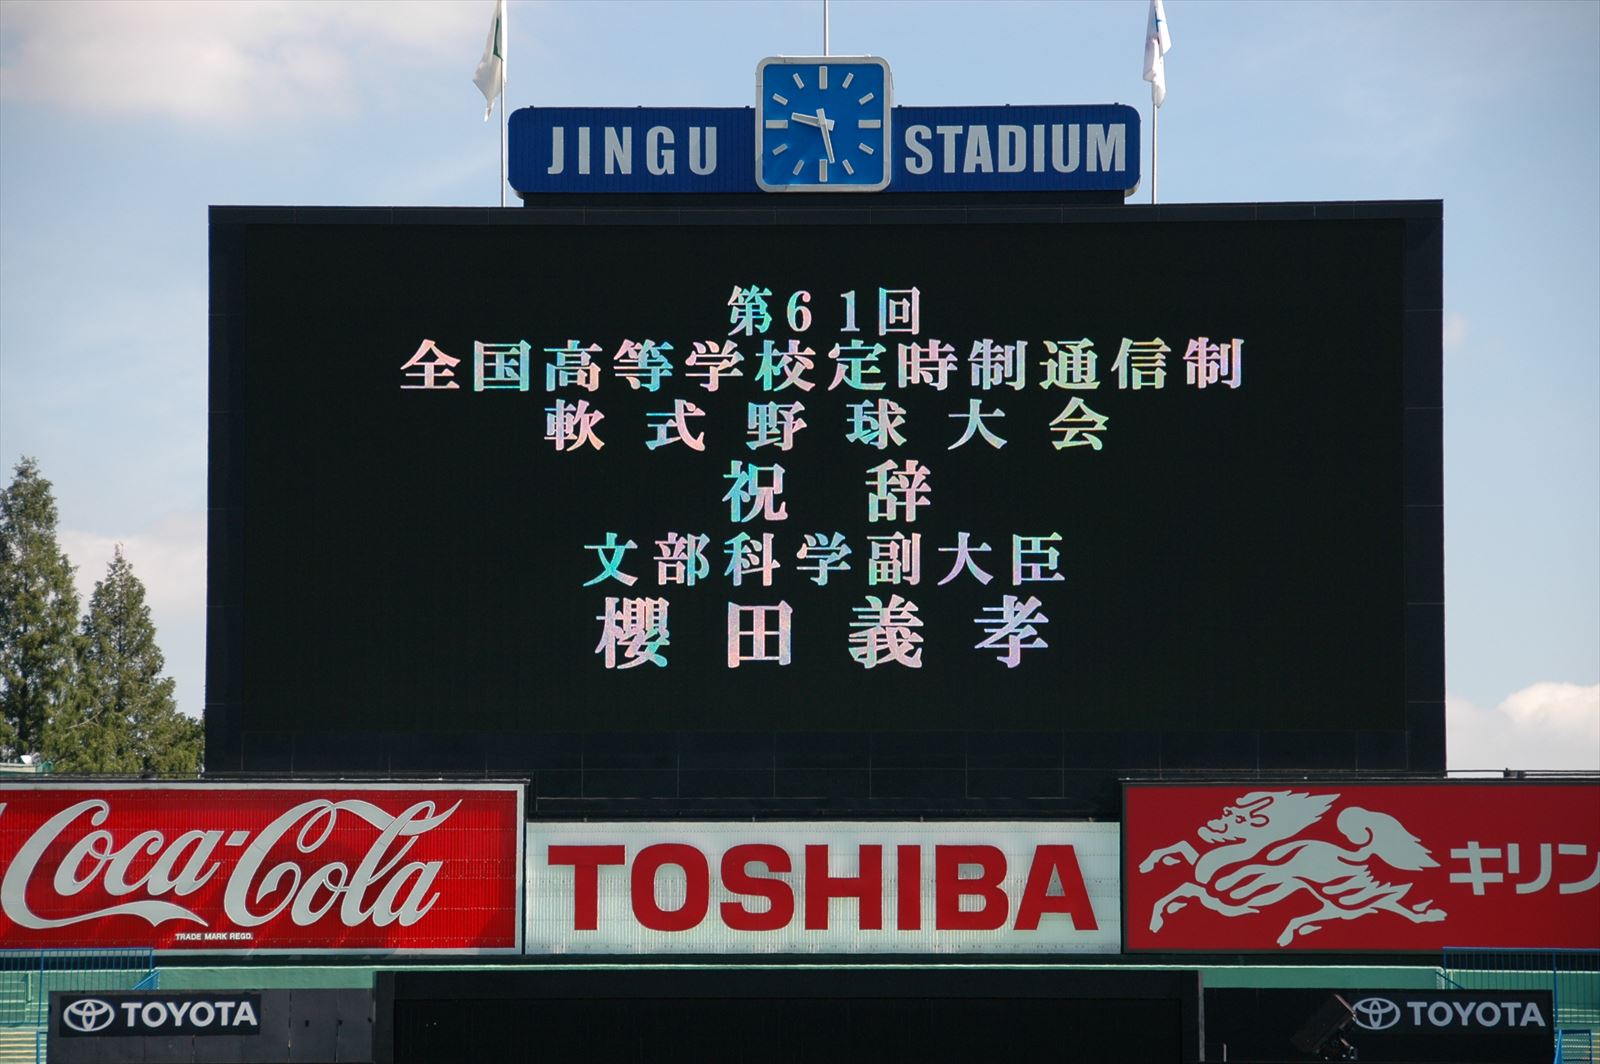 JINGU STADIUM
第61回
全国高等学校定時制通信制
軟式野球大会
祝辞
文部科学副大臣
櫻田義孝
Coca-Cola
TRADE MARK REGD.
TOSHIBA
キリン
TOYOTA
TOYOTA